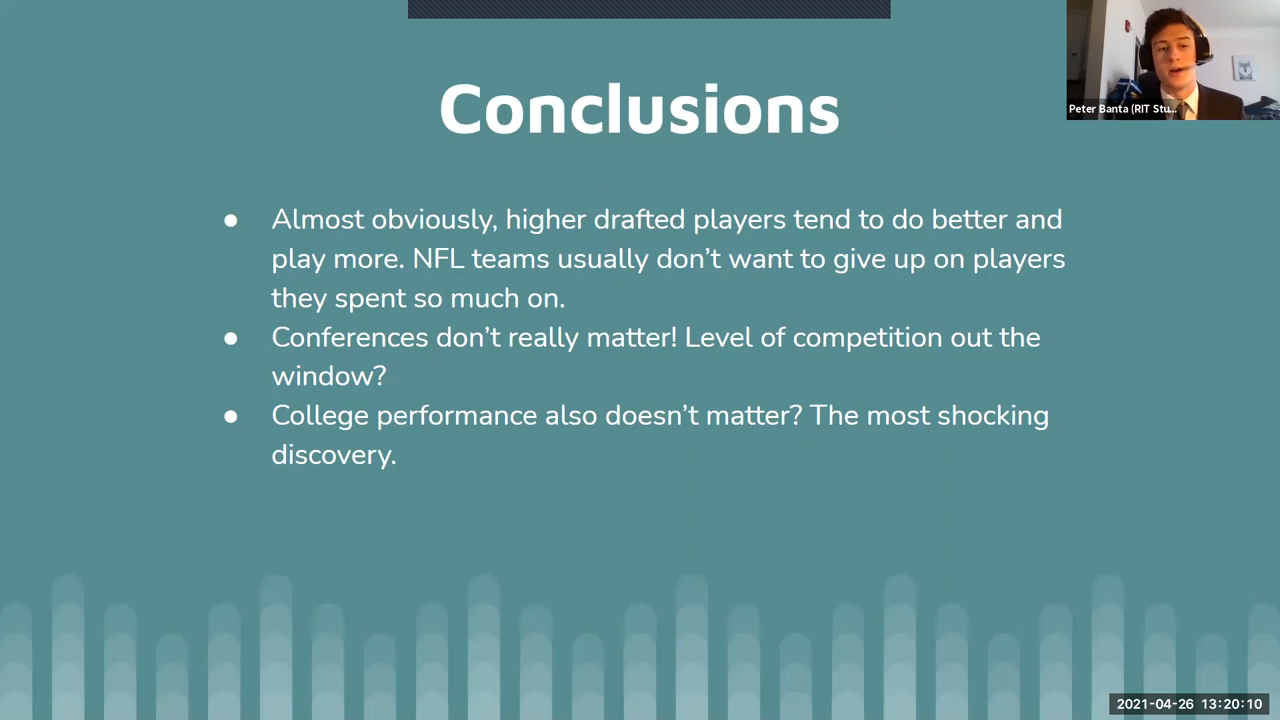 Conclusions
Peter Banta (RIT Stu...
● Almost obviously, higher drafted players tend to do better and
play more. NFL teams usually don’t want to give up on players
they spent so much on.
● Conferences don’t really matter! Level of competition out the
window?
● College performance also doesn’t matter? The most shocking
discovery.
2021-04-26 13:20:10